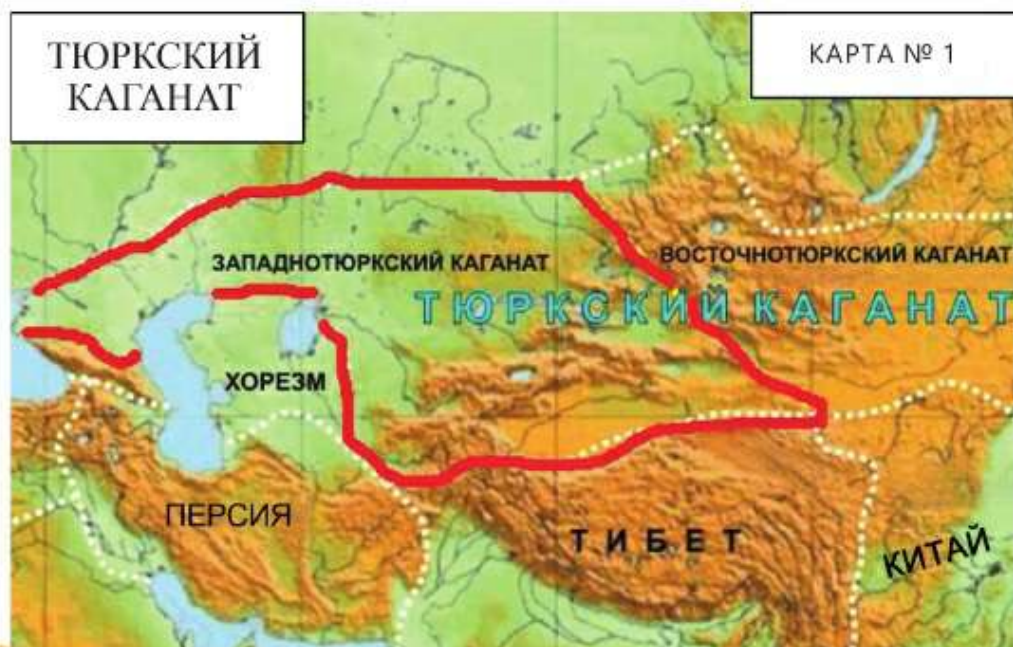 ТЮРКСКИЙ
КАГАНАТ
КАРТА № 1
ЗАПАДНОТЮРКСКИЙ КАГАНАТ
ВОСТОЧНОТЮРКСКИЙ КАГАНАТ
ТЮРКСКИЙ КАГАНАТ
ХОРЕЗМ
ПЕРСИЯ
ТИБЕТ
КИТАЙ